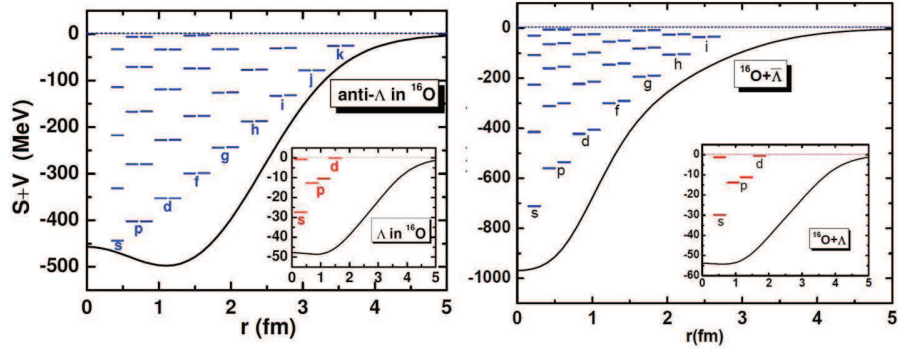 0
-100
-200
-300
-400
-500
S+V (MeV)
0 1 2 3 4 5
r (fm)
s p d f g h i j k
anti-Λ in ¹⁶O
0
-10
-20
-30
-40
-50
0 1 2 3 4 5
s p d
Λ in ¹⁶O
0
-200
-400
-600
-800
-1000
0 1 2 3 4 5
r(fm)
s p d f g h i
¹⁶O+Λ̄
0
-10
-20
-30
-40
-50
-60
0 1 2 3 4 5
s p d
¹⁶O+Λ